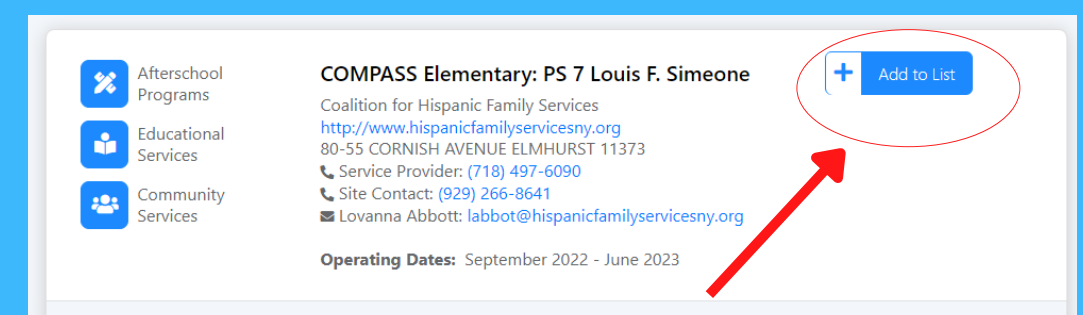 Afterschool
Programs
Educational
Services
Community
Services
COMPASS Elementary: PS 7 Louis F. Simeone
Coalition for Hispanic Family Services
http://www.hispanicfamilyservicesny.org
80-55 CORNISH AVENUE ELMHURST 11373
Service Provider: (718) 497-6090
Site Contact: (929) 266-8641
Lovanna Abbott: labbot@hispanicfamilyservicesny.org
Operating Dates: September 2022 - June 2023
+ Add to List